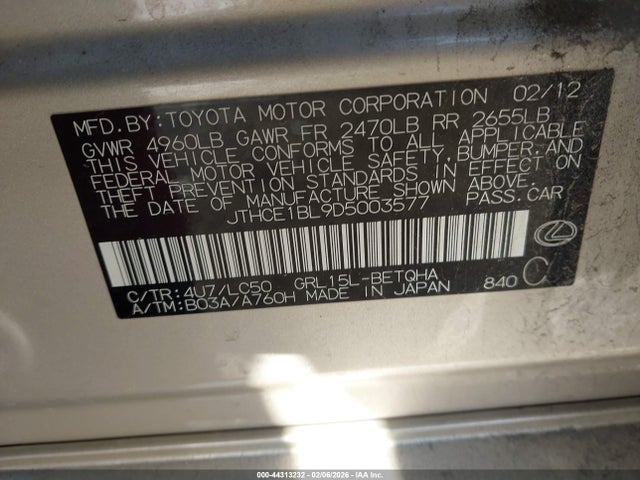 MFD. BY: TOYOTA MOTOR CORPORATION 02/12
GVWR 4960LB GAWR FR 2470LB RR 2655LB
THIS VEHICLE CONFORMS TO ALL APPLICABLE
FEDERAL MOTOR VEHICLE SAFETY, BUMPER, AND
THEFT PREVENTION STANDARDS IN EFFECT ON
THE DATE OF MANUFACTURE SHOWN ABOVE.
JTHCE1BL9D5003577 PASS. CAR
C/TR: 4U7/LC50 GRL15L-BETQHA
A/TM: B03A/A760H MADE IN JAPAN 840 C
000-44313232 - 02/06/2026 - IAA Inc.